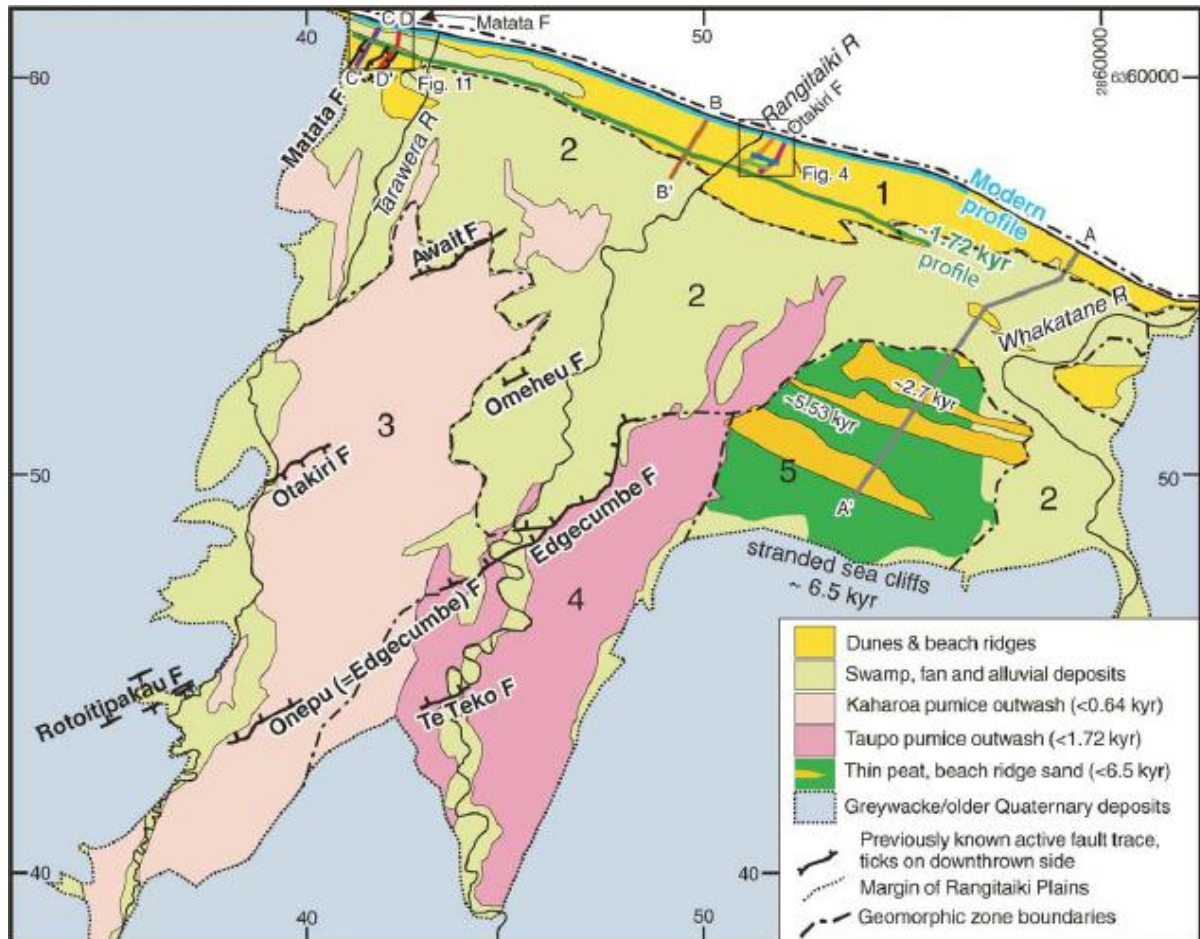 C D
Matata F
40
50
2860000
6360000
60
C'
D'
Fig. 11
Matata F
Tarawera R
B
Rangitaiki R
Otakiri F
2
B'
Fig. 4
1
Modern
profile
A
~1.72 kyr
profile
Await F
2
Whakatane R
Omeheu F
~2.7 kyr
~5.53 kyr
3
50
Otakiri F
Edgecumbe F
5
A'
2
50
stranded sea cliffs
~ 6.5 kyr
4
Onepu (=Edgecumbe) F
Te Teko F
Rotoitipakau F
40
40
40
50
Dunes & beach ridges
Swamp, fan and alluvial deposits
Kaharoa pumice outwash (<0.64 kyr)
Taupo pumice outwash (<1.72 kyr)
Thin peat, beach ridge sand (<6.5 kyr)
Greywacke/older Quaternary deposits
Previously known active fault trace,
ticks on downthrown side
Margin of Rangitaiki Plains
Geomorphic zone boundaries